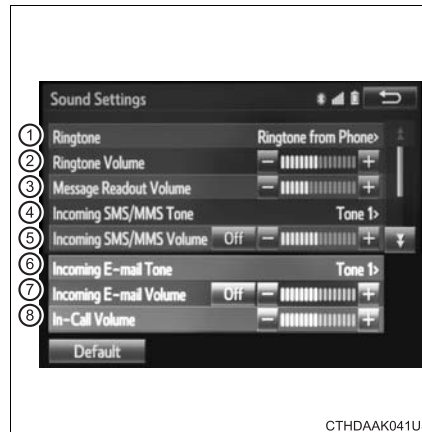 Sound Settings
1 Ringtone Ringtone from Phone>
2 Ringtone Volume − +
3 Message Readout Volume − +
4 Incoming SMS/MMS Tone Tone 1>
5 Incoming SMS/MMS Volume Off − +
6 Incoming E-mail Tone Tone 1>
7 Incoming E-mail Volume Off − +
8 In-Call Volume − +
Default
CTHDAAK041U